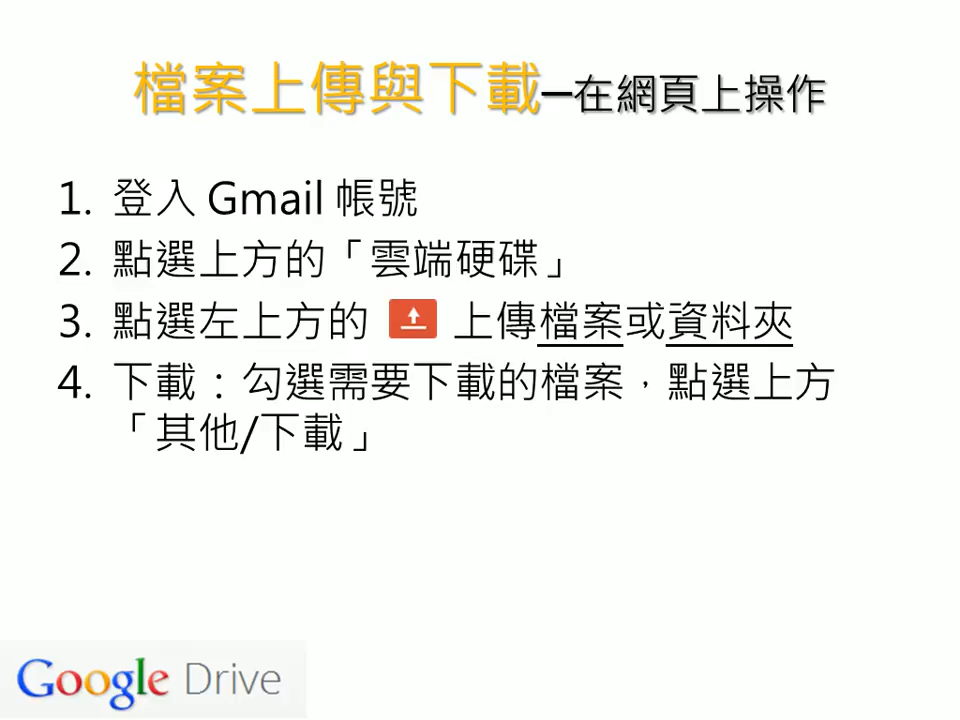 檔案上傳與下載─在網頁上操作
1. 登入 Gmail 帳號
2. 點選上方的「雲端硬碟」
3. 點選左上方的 上傳檔案或資料夾
4. 下載：勾選需要下載的檔案，點選上方
「其他/下載」
Google Drive